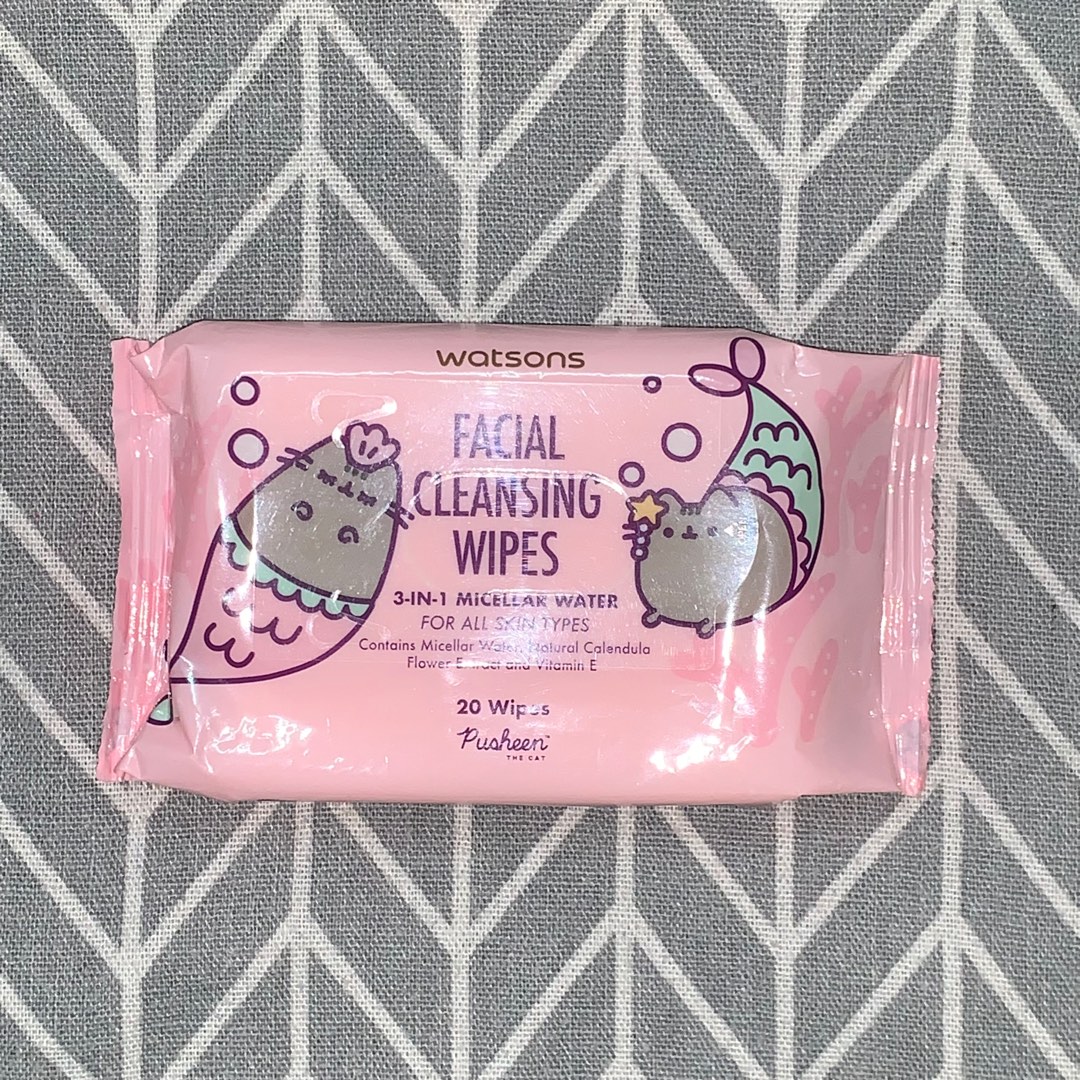 watsons
FACIAL
CLEANSING
WIPES
3-IN-1 MICELLAR WATER
FOR ALL SKIN TYPES
Contains Micellar Water, Natural Calendula
Flower Extract and Vitamin E
20 Wipes
Pusheen™
THE CAT